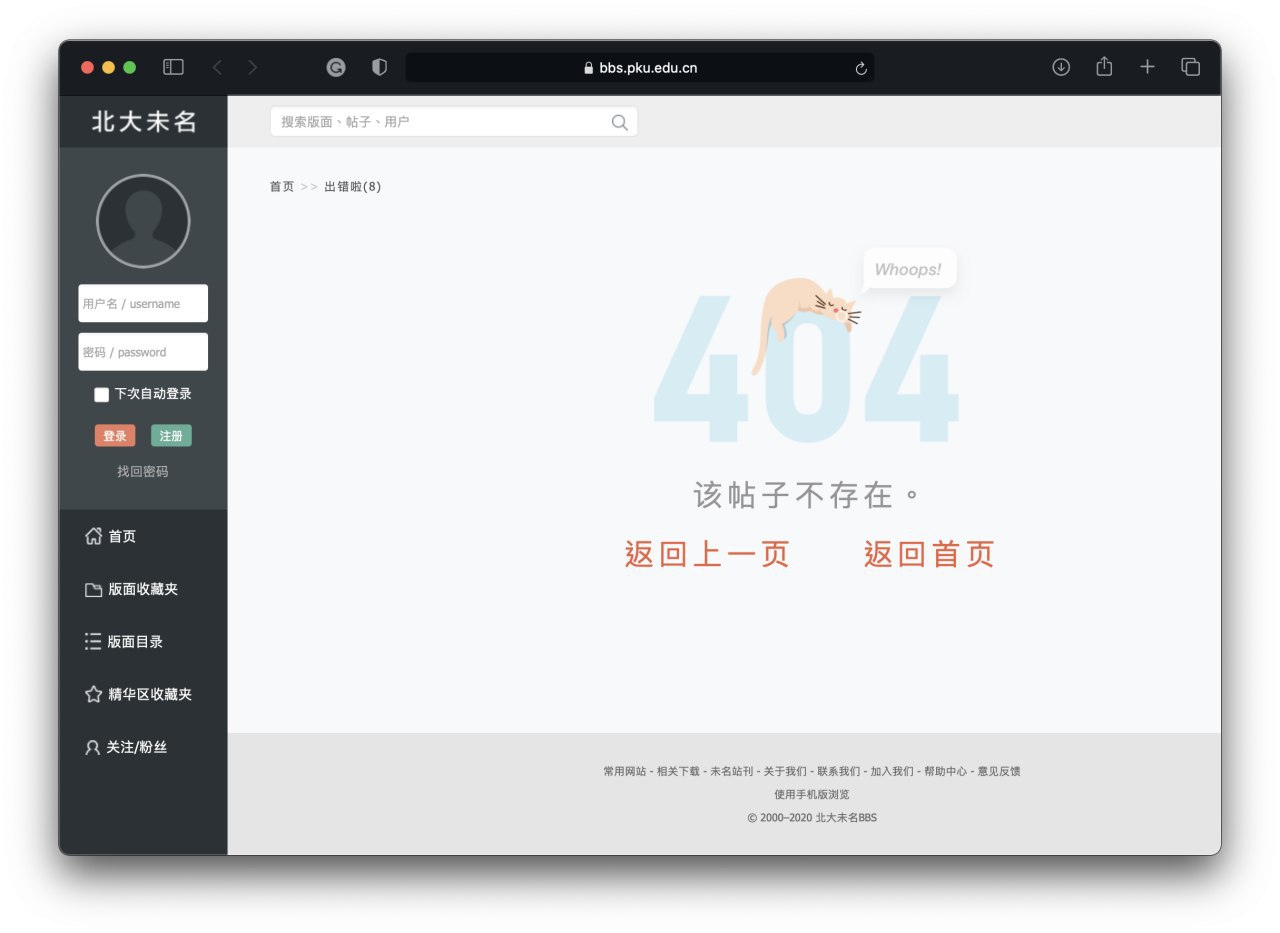 bbs.pku.edu.cn
北大未名
搜索版面、帖子、用户
首页 >> 出错啦(8)
用户名 / username
密码 / password
下次自动登录
登录 注册
找回密码
首页
版面收藏夹
版面目录
精华区收藏夹
关注/粉丝
Whoops!
404
该帖子不存在。
返回上一页 返回首页
常用网站 - 相关下载 - 未名站刊 - 关于我们 - 联系我们 - 加入我们 - 帮助中心 - 意见反馈
使用手机版浏览
© 2000–2020 北大未名BBS